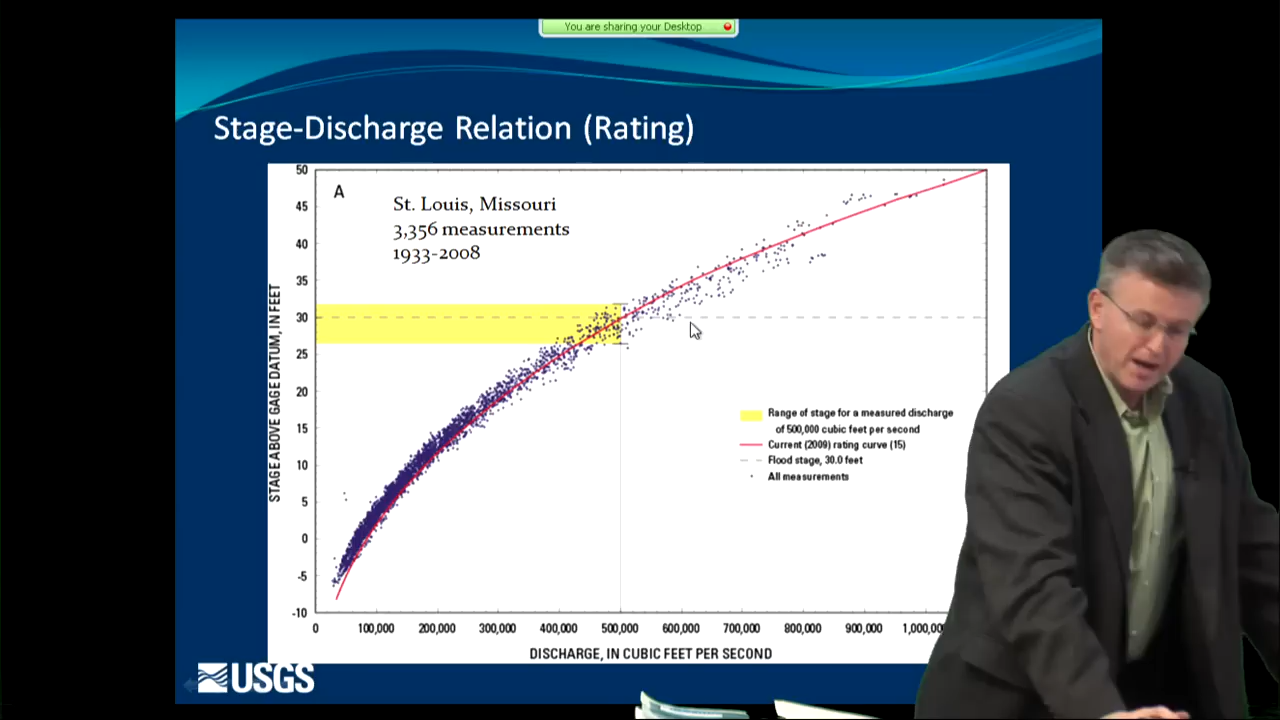 You are sharing your Desktop
Stage-Discharge Relation (Rating)
A
St. Louis, Missouri
3,356 measurements
1933-2008
STAGE ABOVE GAGE DATUM, IN FEET
50
45
40
35
30
25
20
15
10
5
0
-5
-10
Range of stage for a measured discharge
of 500,000 cubic feet per second
Current (2009) rating curve (15)
Flood stage, 30.0 feet
All measurements
0 100,000 200,000 300,000 400,000 500,000 600,000 700,000 800,000 900,000 1,000,00
DISCHARGE, IN CUBIC FEET PER SECOND
USGS